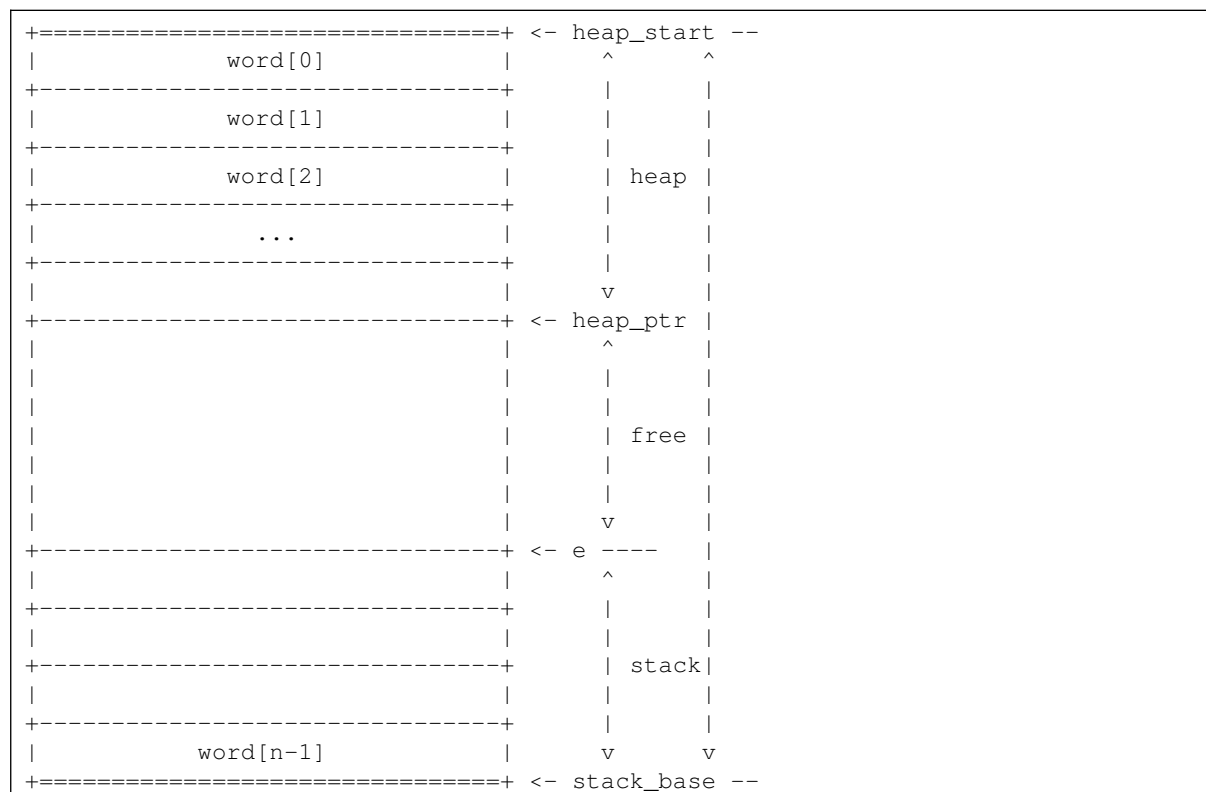 +================================+ <- heap_start --
|             word[0]            |      ^      ^
+--------------------------------+      |      |
|             word[1]            |      |      |
+--------------------------------+      |      |
|             word[2]            |      | heap |
+--------------------------------+      |      |
|               ...              |      |      |
+--------------------------------+      |      |
|                                |      v      |
+--------------------------------+ <- heap_ptr |
|                                |      ^      |
|                                |      |      |
|                                |      |      |
|                                |      | free |
|                                |      |      |
|                                |      |      |
|                                |      v      |
+--------------------------------+ <- e ----   |
|                                |      ^      |
+--------------------------------+      |      |
|                                |      |      |
+--------------------------------+      | stack|
|                                |      |      |
+--------------------------------+      |      |
|           word[n-1]            |      v      v
+================================+ <- stack_base --